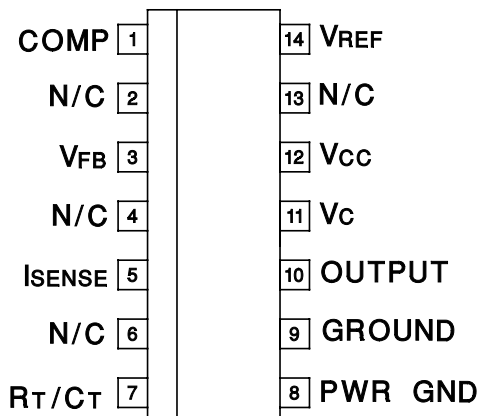 COMP 1 14 VREF
N/C 2 13 N/C
VFB 3 12 VCC
N/C 4 11 VC
ISENSE 5 10 OUTPUT
N/C 6 9 GROUND
RT/CT 7 8 PWR GND